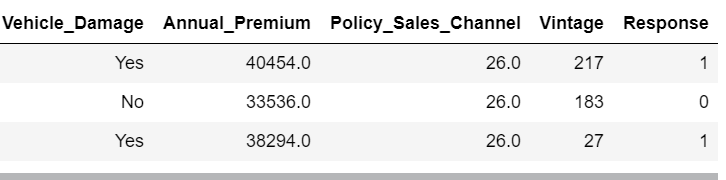 Vehicle_Damage Annual_Premium Policy_Sales_Channel Vintage Response
Yes 40454.0 26.0 217 1
No 33536.0 26.0 183 0
Yes 38294.0 26.0 27 1